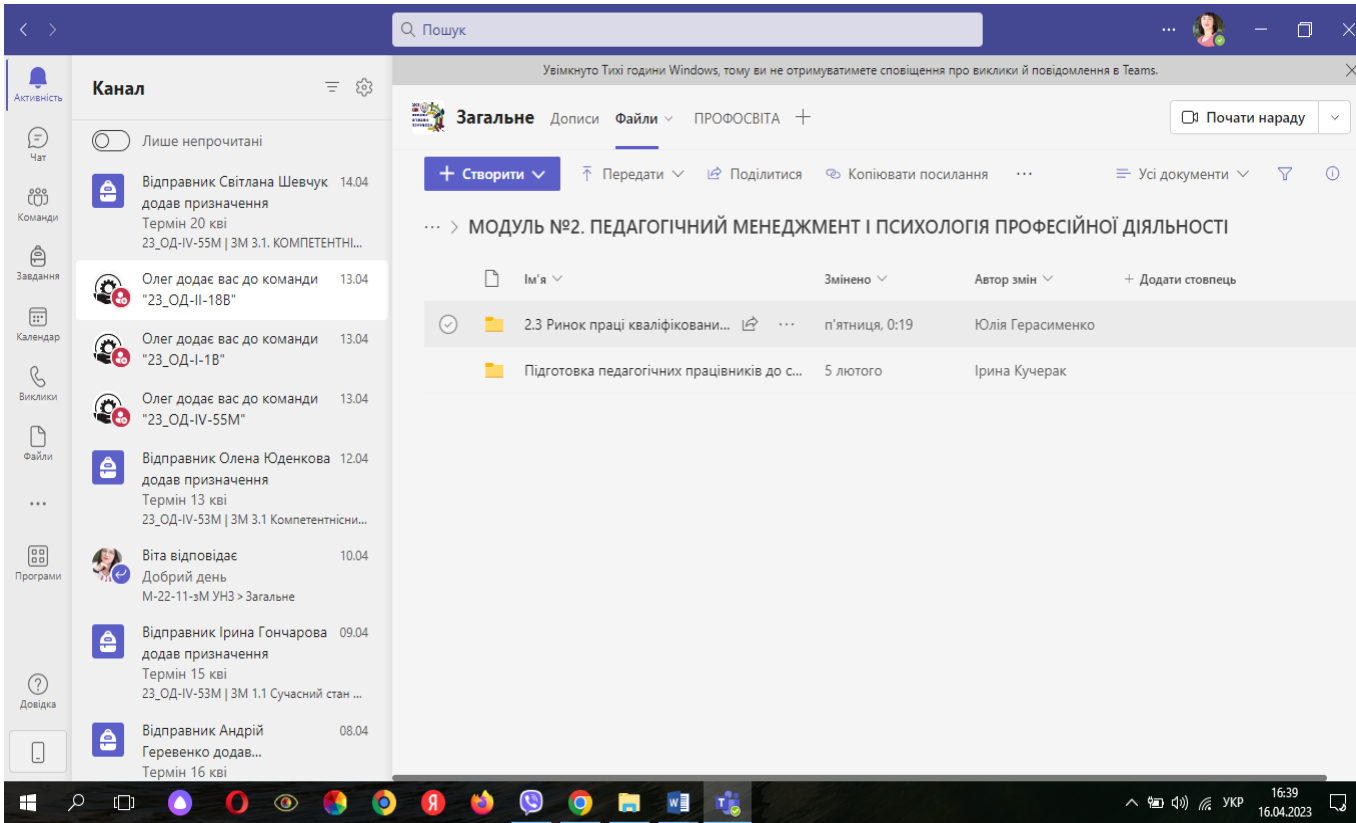 Пошук
Увімкнуто Тихі години Windows, тому ви не отримуватимете сповіщення про виклики й повідомлення в Teams.
Активність
Чат
Команди
Завдання
Календар
Виклики
Файли
Програми
Довідка
Канал
Лише непрочитані
Відправник Світлана Шевчук 14.04
додав призначення
Термін 20 кві
23_ОД-IV-55М | ЗМ 3.1. КОМПЕТЕНТНІ...
Олег додає вас до команди 13.04
"23_ОД-ІІ-18В"
Олег додає вас до команди 13.04
"23_ОД-І-1В"
Олег додає вас до команди 13.04
"23_ОД-IV-55М"
Відправник Олена Юденкова 12.04
додав призначення
Термін 13 кві
23_ОД-IV-53М | ЗМ 3.1 Компетентнісни...
Віта відповідає 10.04
Добрий день
М-22-11-зМ УНЗ > Загальне
Відправник Ірина Гончарова 09.04
додав призначення
Термін 15 кві
23_ОД-IV-53М | ЗМ 1.1 Сучасний стан ...
Відправник Андрій 08.04
Геревенко додав...
Термін 16 кві
Загальне Дописи Файли ПРОФОСВІТА
Почати нараду
Створити Передати Поділитися Копіювати посилання ... Усі документи
... > МОДУЛЬ №2. ПЕДАГОГІЧНИЙ МЕНЕДЖМЕНТ І ПСИХОЛОГІЯ ПРОФЕСІЙНОЇ ДІЯЛЬНОСТІ
Ім'я Змінено Автор змін + Додати стовпець
2.3 Ринок праці кваліфіковани... п'ятниця, 0:19 Юлія Герасименко
Підготовка педагогічних працівників до с... 5 лютого Ірина Кучерак
УКР
16:39
16.04.2023